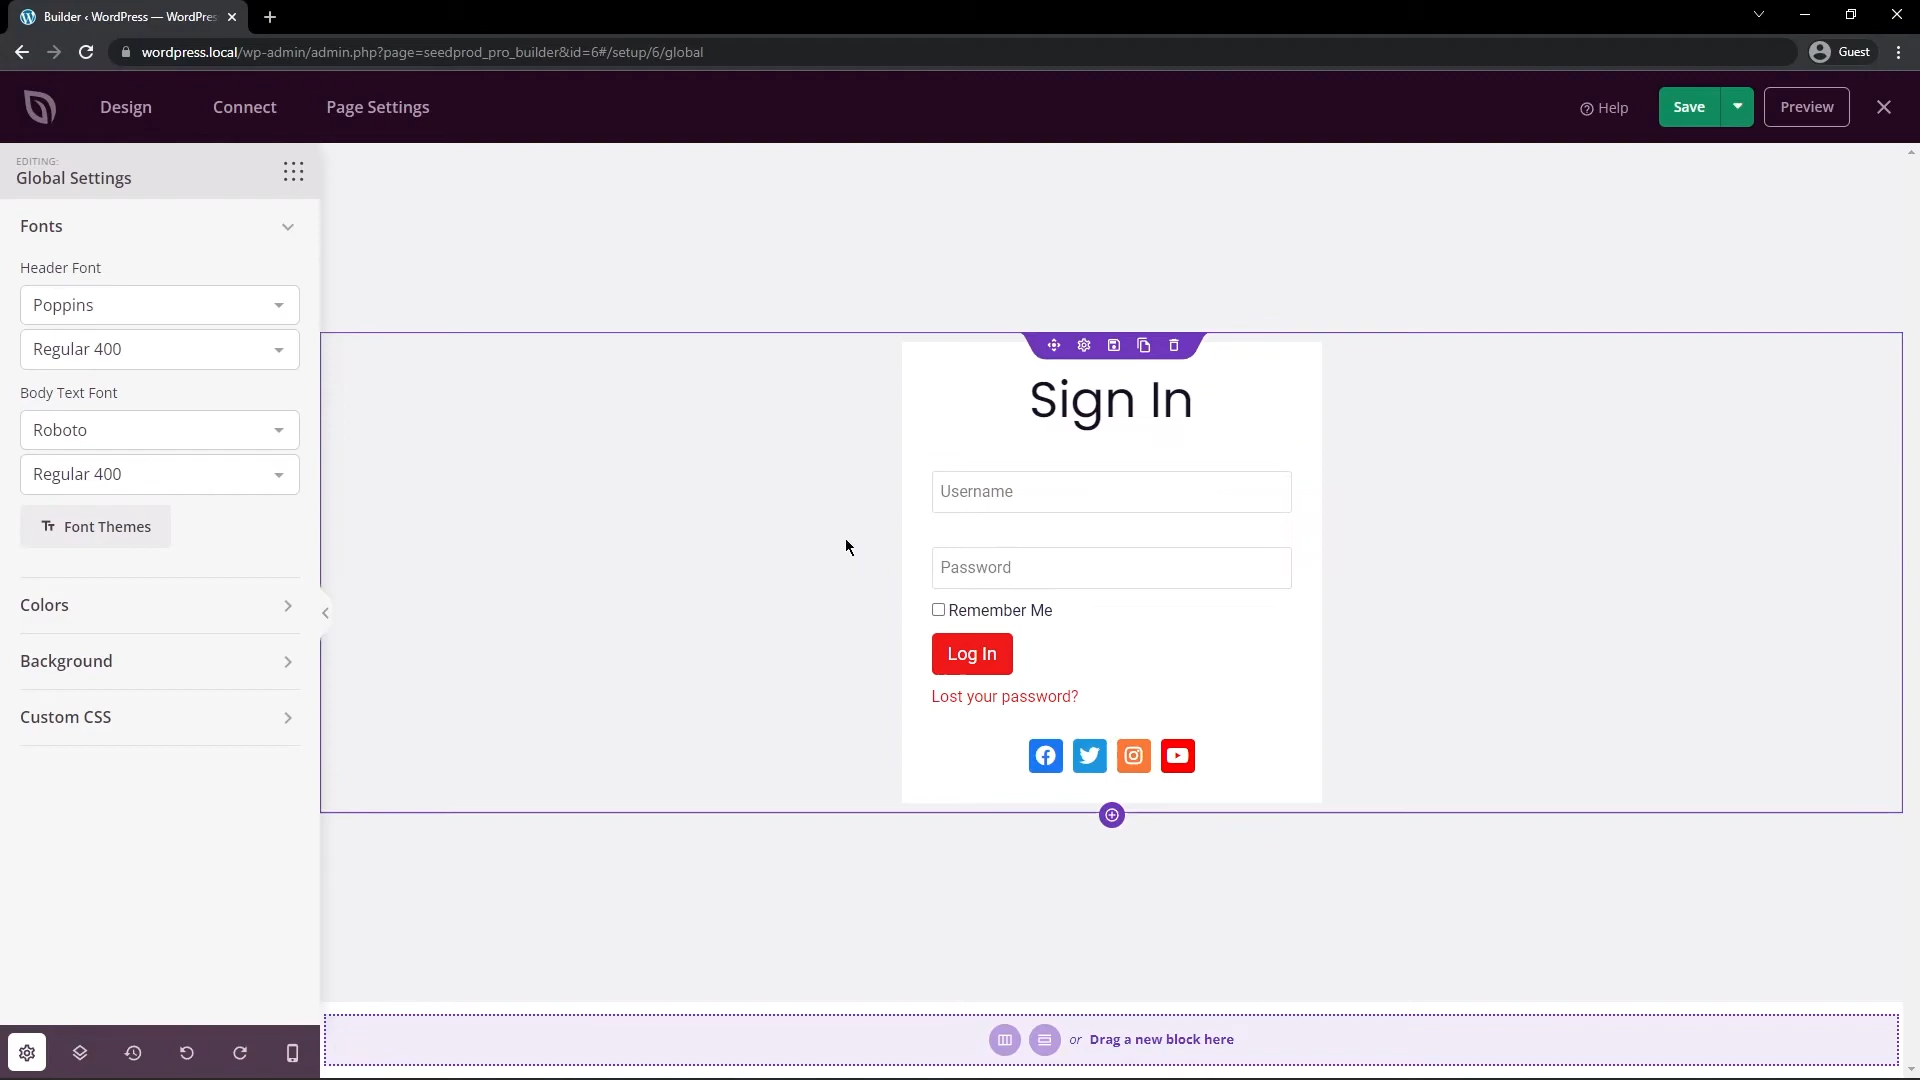 Builder ‹ WordPress — WordPres
wordpress.local/wp-admin/admin.php?page=seedprod_pro_builder&id=6#/setup/6/global
Guest
Design
Connect
Page Settings
Help
Save
Preview
EDITING:
Global Settings
Fonts
Header Font
Poppins
Regular 400
Body Text Font
Roboto
Regular 400
Tт Font Themes
Colors
Background
Custom CSS
Sign In
Username
Password
Remember Me
Log In
Lost your password?
or Drag a new block here